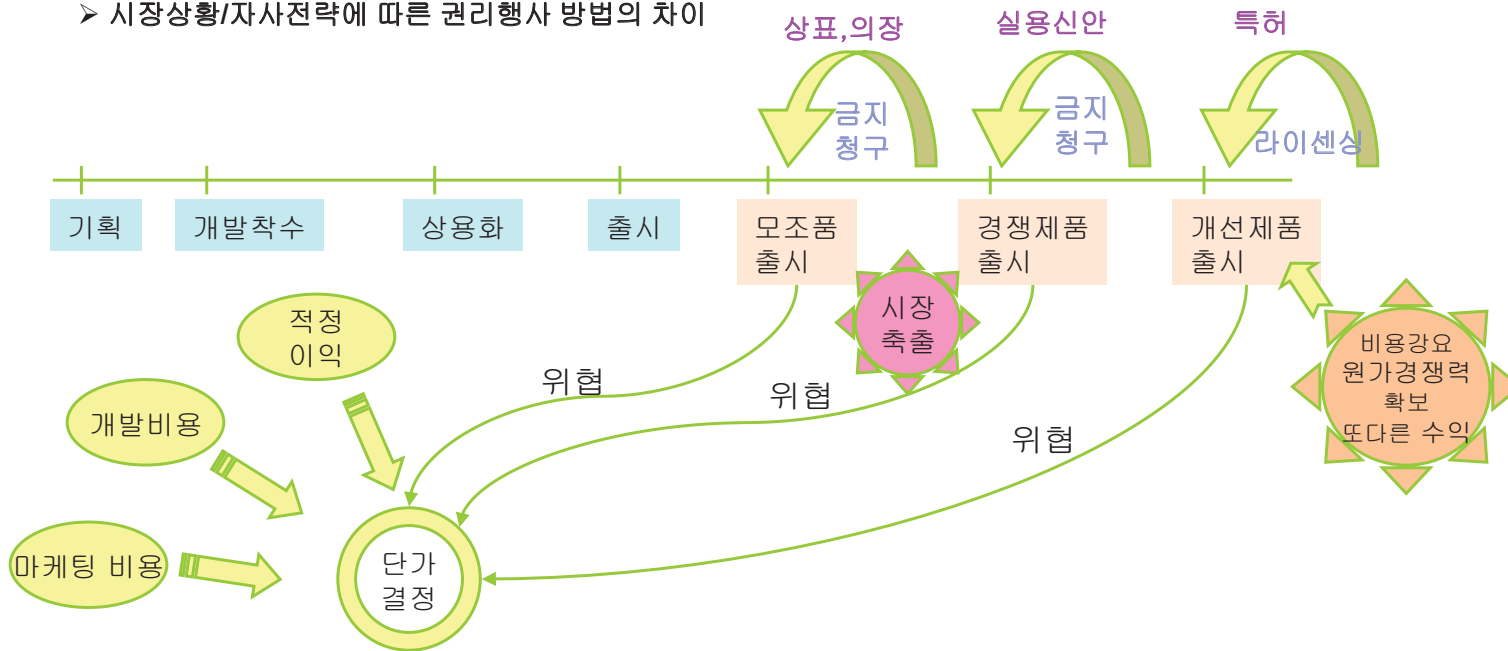 ➢ 시장상황/자사전략에 따른 권리행사 방법의 차이
상표,의장
실용신안
특허
금지
청구
금지
청구
라이센싱
기획
개발착수
상용화
출시
모조품
출시
경쟁제품
출시
개선제품
출시
시장
축출
적정
이익
비용강요
원가경쟁력
확보
또다른 수익
위협
위협
위협
개발비용
마케팅 비용
단가
결정